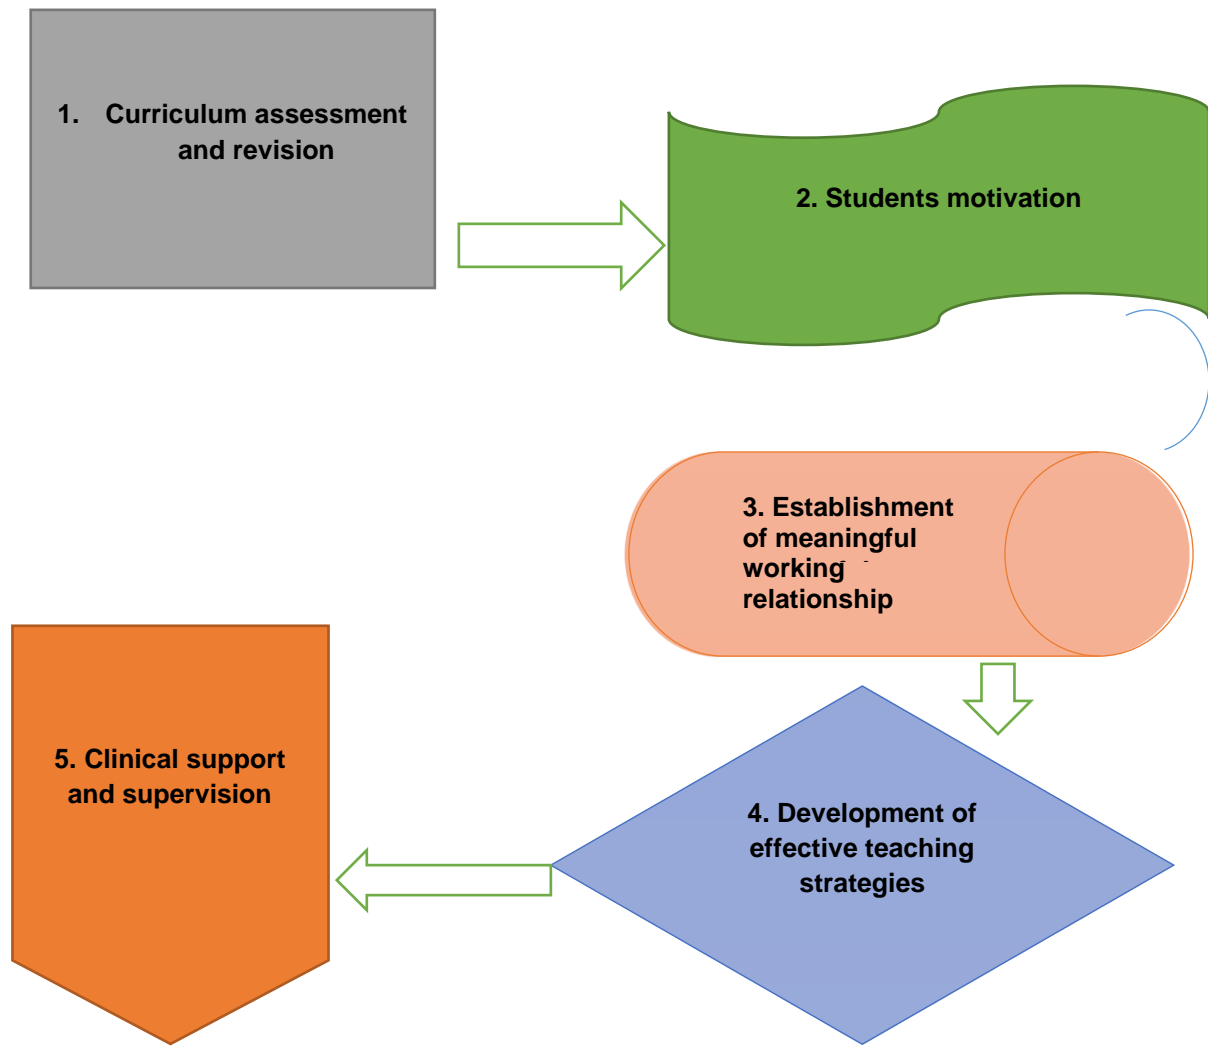 1. Curriculum assessment
and revision
2. Students motivation
3. Establishment
of meaningful
working
relationship
4. Development of
effective teaching
strategies
5. Clinical support
and supervision